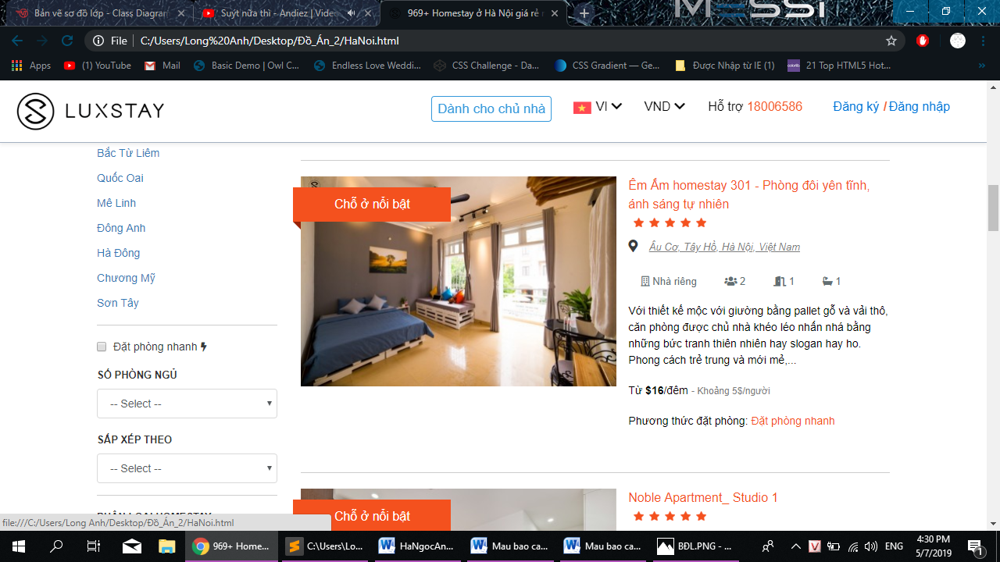 Bản vẽ sơ đồ lớp - Class Diagram
Suýt nữa thì - Andiez | Video
969+ Homestay ở Hà Nội giá rẻ
MESSI
File | C:/Users/Long%20Anh/Desktop/Đồ_Án_2/HaNoi.html
Apps
(1) YouTube
Mail
Basic Demo | Owl C...
Endless Love Weddi...
CSS Challenge - Da...
CSS Gradient — Ge...
Được Nhập từ IE (1)
21 Top HTML5 Hot...
LUXSTAY
Dành cho chủ nhà
VI
VND
Hỗ trợ 18006586
Đăng ký / Đăng nhập
Bắc Từ Liêm
Quốc Oai
Mê Linh
Đông Anh
Hà Đông
Chương Mỹ
Sơn Tây
Đặt phòng nhanh
SỐ PHÒNG NGỦ
-- Select --
SẮP XẾP THEO
-- Select --
Chỗ ở nổi bật
Êm Ấm homestay 301 - Phòng đôi yên tĩnh,
ánh sáng tự nhiên
Âu Cơ, Tây Hồ, Hà Nội, Việt Nam
Nhà riêng 2 1 1
Với thiết kế mộc với giường bằng pallet gỗ và vải thô,
căn phòng được chủ nhà khéo léo nhấn nhá bằng
những bức tranh thiên nhiên hay slogan hay ho.
Phong cách trẻ trung và mới mẻ,...
Từ $16/đêm - Khoảng 5$/người
Phương thức đặt phòng: Đặt phòng nhanh
Chỗ ở nổi bật
Noble Apartment_ Studio 1
file:///C:/Users/Long Anh/Desktop/Đồ_Án_2/HaNoi.html
969+ Home...
C:\Users\Lo...
HaNgocAn...
Mau bao ca...
Mau bao ca...
BĐL.PNG - ...
ENG
4:30 PM
5/7/2019
1